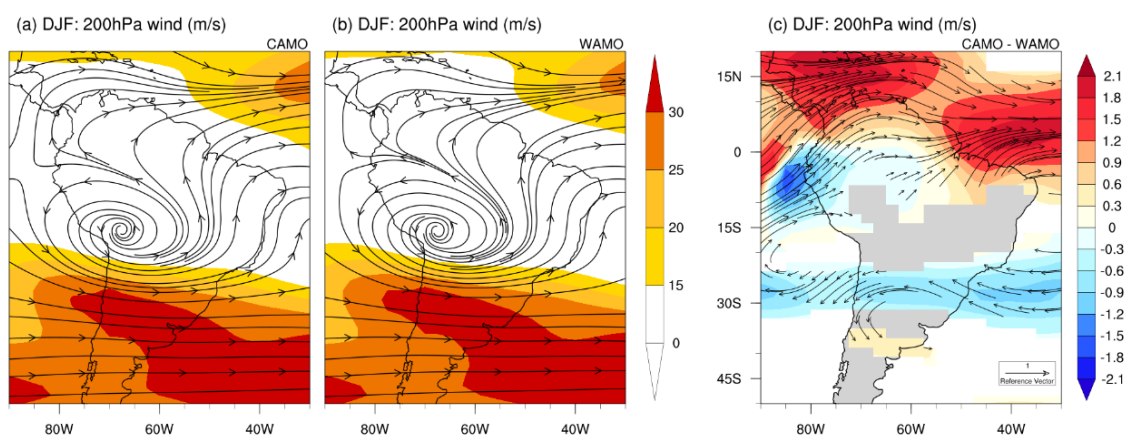 (a) DJF: 200hPa wind (m/s)
CAMO
80W 60W 40W
(b) DJF: 200hPa wind (m/s)
WAMO
80W 60W 40W
30
25
20
15
0
(c) DJF: 200hPa wind (m/s)
CAMO - WAMO
15N
0
15S
30S
45S
80W 60W 40W
1
Reference Vector
2.1
1.8
1.5
1.2
0.9
0.6
0.3
0
-0.3
-0.6
-0.9
-1.2
-1.5
-1.8
-2.1